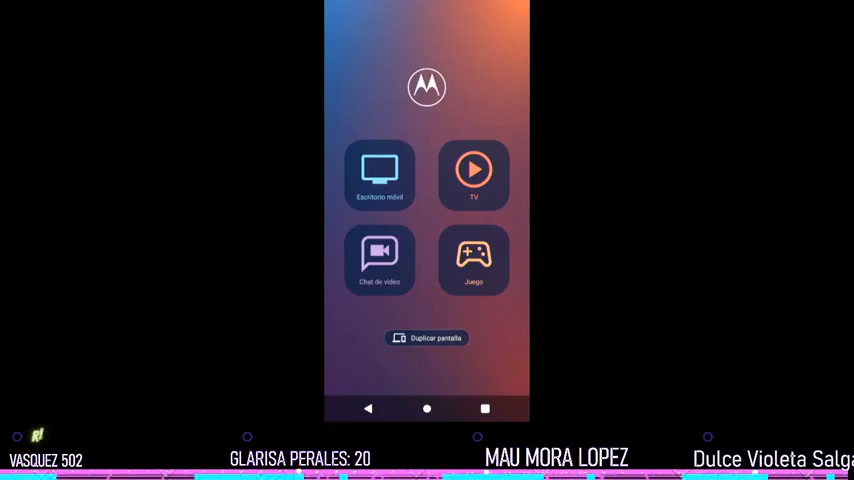 Escritorio móvil
TV
Chat de video
Juego
Duplicar pantalla
R!
VASQUEZ 502
GLARISA PERALES: 20
MAU MORA LOPEZ
Dulce Violeta Salga